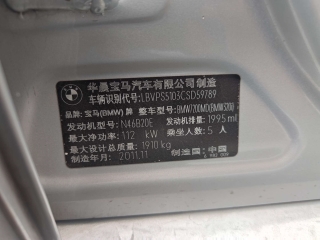 华晨宝马汽车有限公司制造
车辆识别代号: LBVPS5103CSD59789
品牌: 宝马(BMW) 牌 整车型号: BMW7200MD(BMW320i)
发动机型号: N46B20E 发动机排量: 1995 ml
最大净功率: 112 kW 乘坐人数: 5 人
最大设计总质量: 1910 kg
制造年月: 2011.11 制造国: 中国